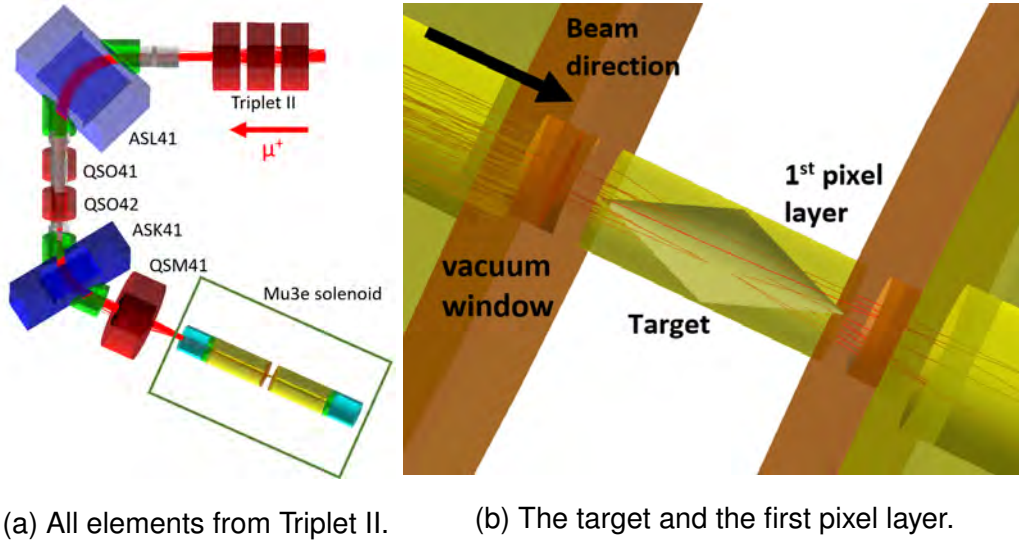 Triplet II
μ+
ASL41
QSO41
QSO42
ASK41
QSM41
Mu3e solenoid
Beam
direction
1st pixel
layer
vacuum
window
Target
(a) All elements from Triplet II.
(b) The target and the first pixel layer.